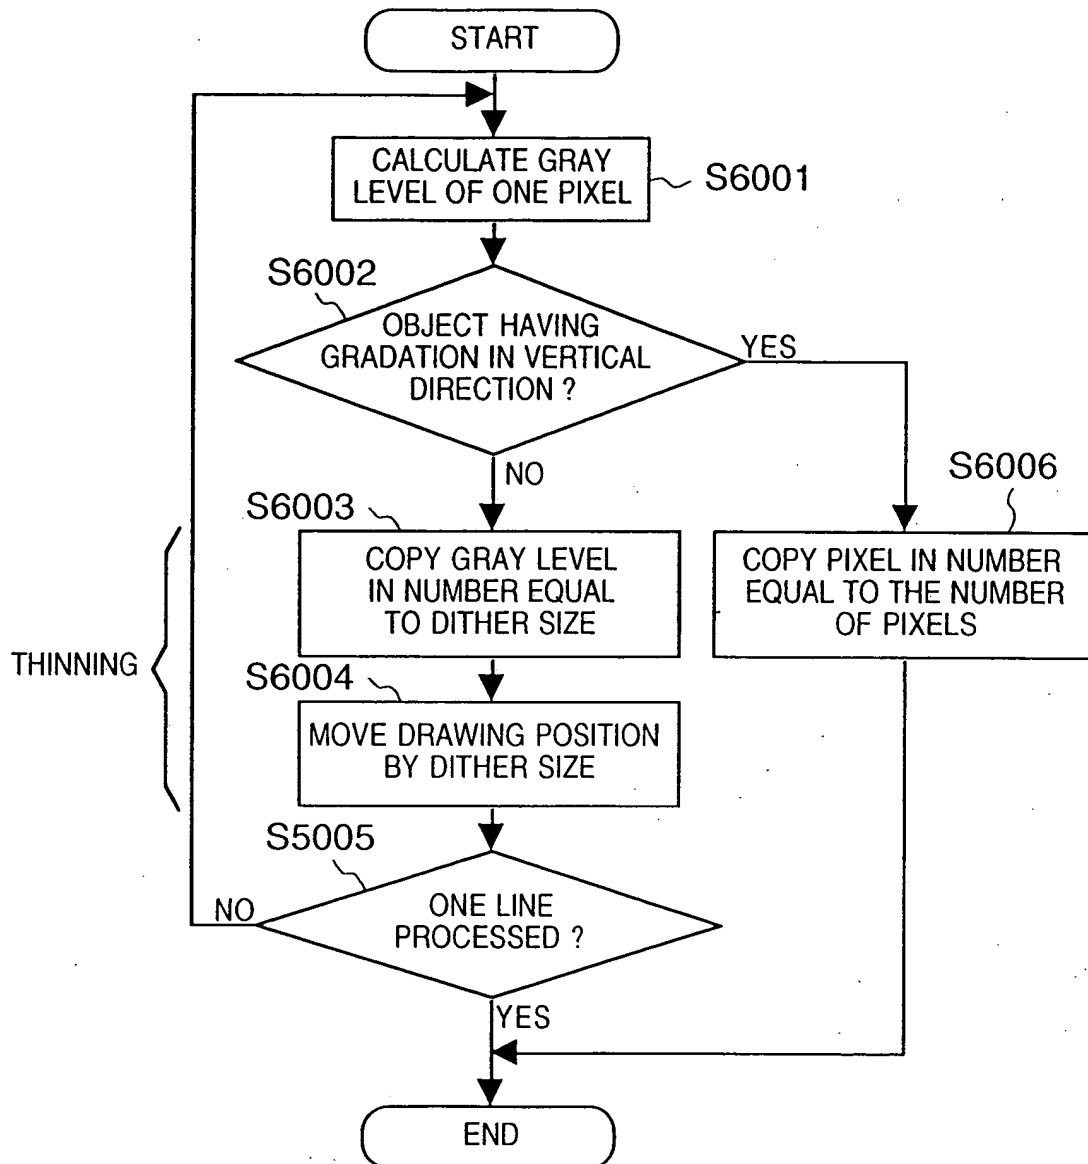 START
CALCULATE GRAY
LEVEL OF ONE PIXEL
S6001
S6002
OBJECT HAVING
GRADATION IN VERTICAL
DIRECTION ?
YES
NO
S6003
COPY GRAY LEVEL
IN NUMBER EQUAL
TO DITHER SIZE
S6006
COPY PIXEL IN NUMBER
EQUAL TO THE NUMBER
OF PIXELS
THINNING
S6004
MOVE DRAWING POSITION
BY DITHER SIZE
S5005
ONE LINE
PROCESSED ?
NO
YES
END